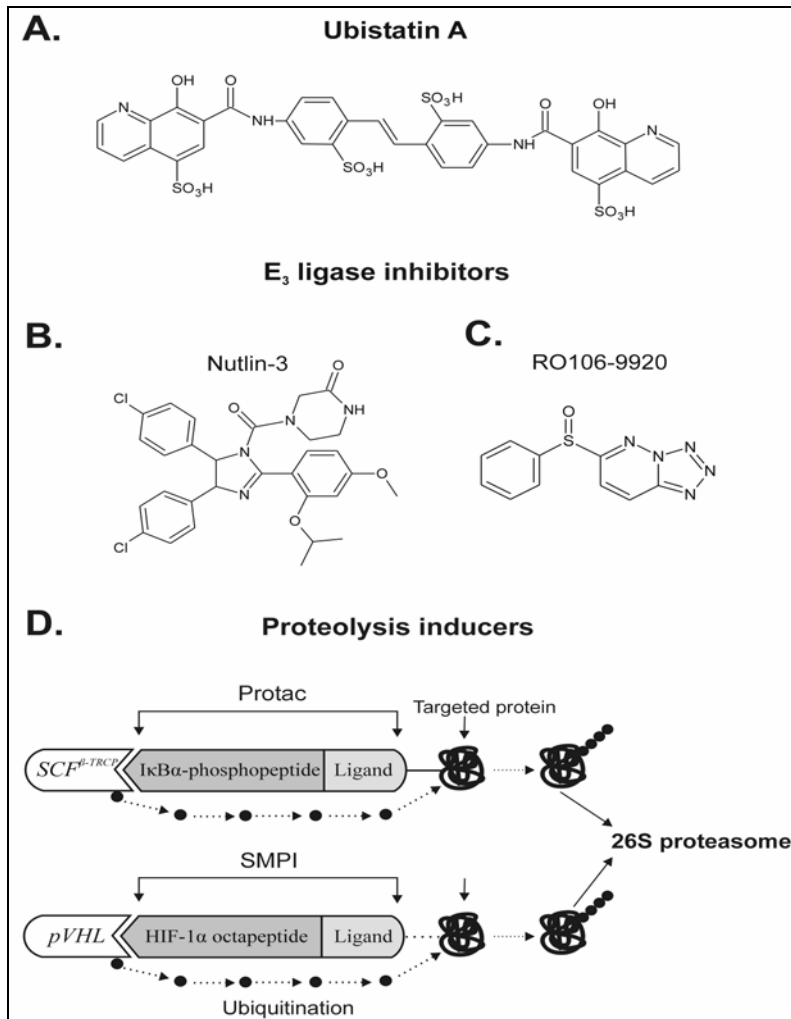 A.
Ubistatin A
N
OH
O
NH
SO₃H
SO₃H
SO₃H
NH
O
OH
N
SO₃H
E₃ ligase inhibitors
B.
Nutlin-3
Cl
Cl
O
N
O
NH
N
N
O
O
C.
RO106-9920
O
S
N
N
N
N
N
D.
Proteolysis inducers
Protac
Targeted protein
SCF^β-TRCP
IκBα-phosphopeptide
Ligand
26S proteasome
SMPI
pVHL
HIF-1α octapeptide
Ligand
Ubiquitination